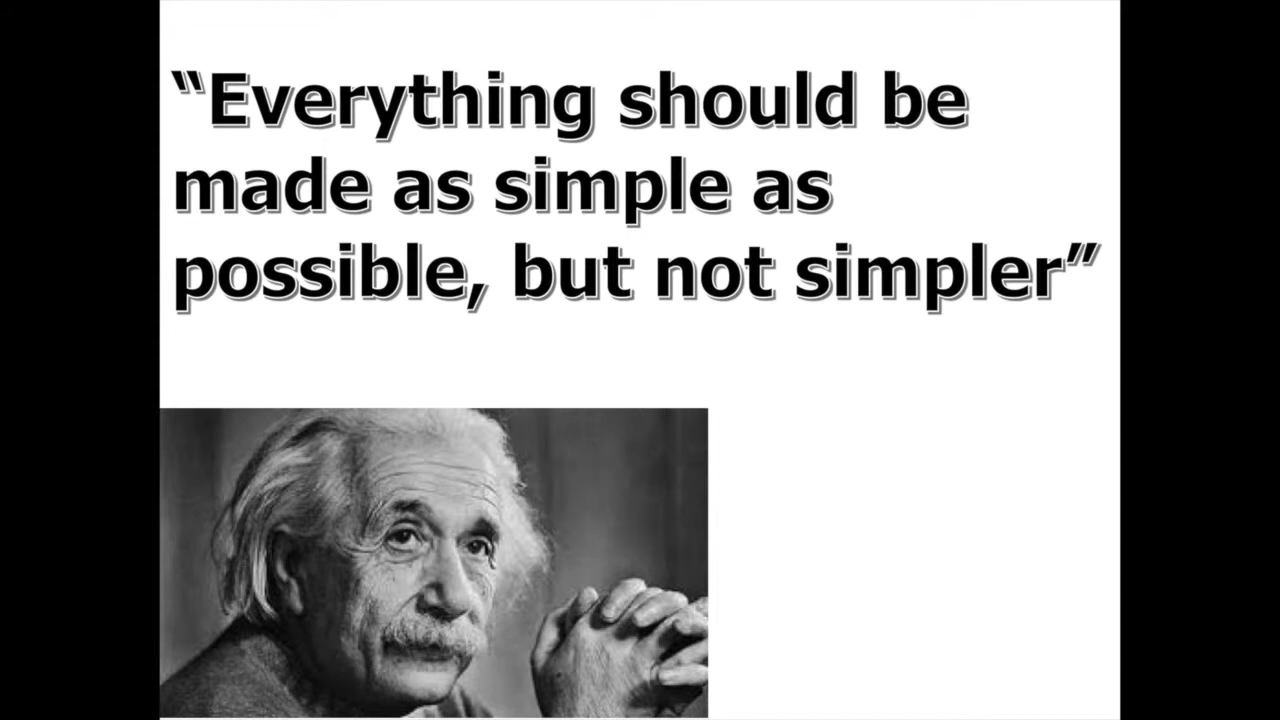 “Everything should be
made as simple as
possible, but not simpler”